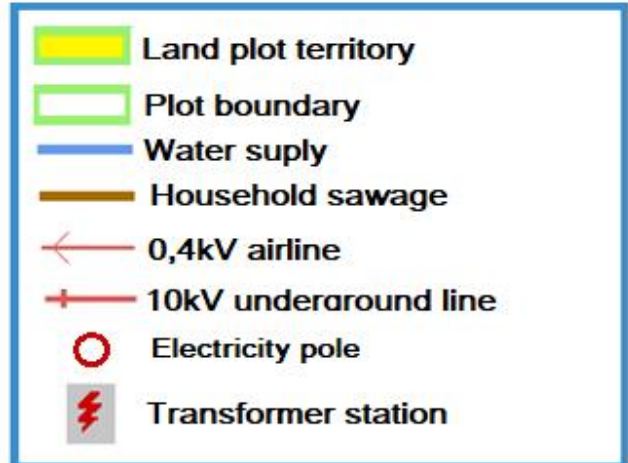 Land plot territory
Plot boundary
Water suply
Household sawage
0,4kV airline
10kV underground line
Electricity pole
Transformer station